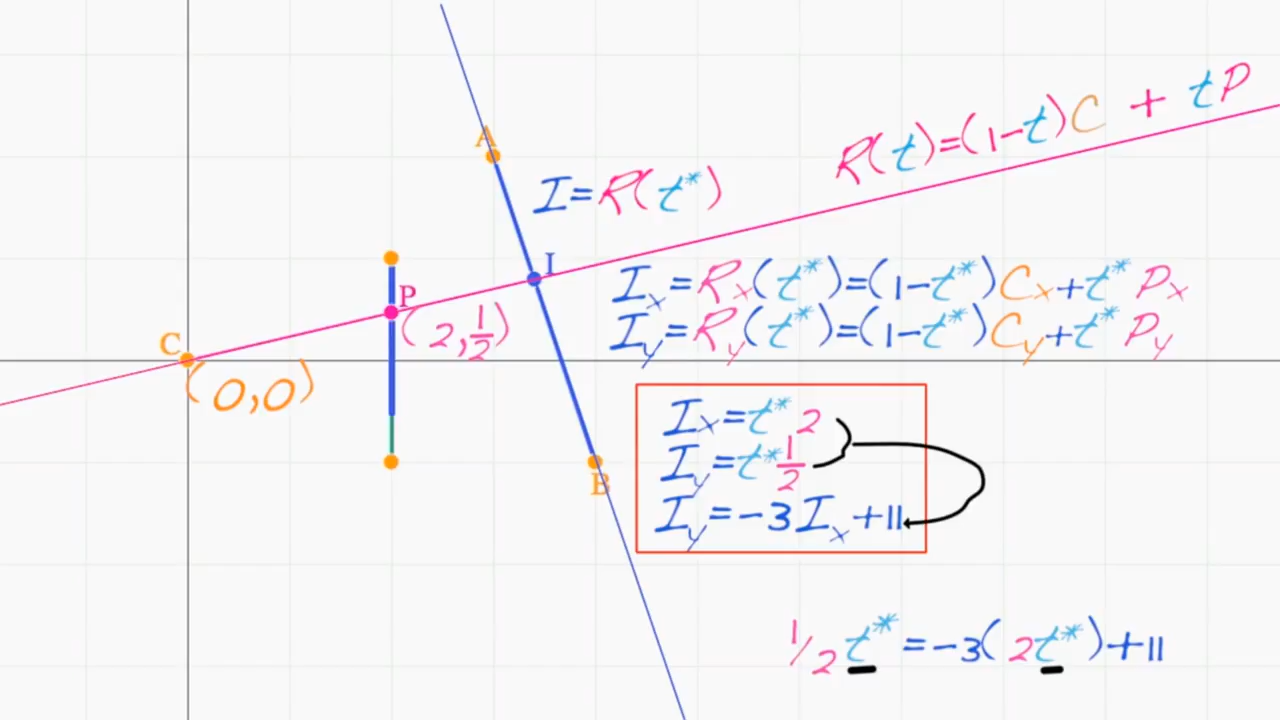 A
I=R(t*)
R(t)=(1-t)C + tP
I
P
(2,1/2)
C
(0,0)
B
Ix=Rx(t*)=(1-t*)Cx+t*Px
Iy=Ry(t*)=(1-t*)Cy+t*Py
Ix=t*2
Iy=t*1/2
Iy=-3Ix+11
1/2t*=-3(2t*)+11